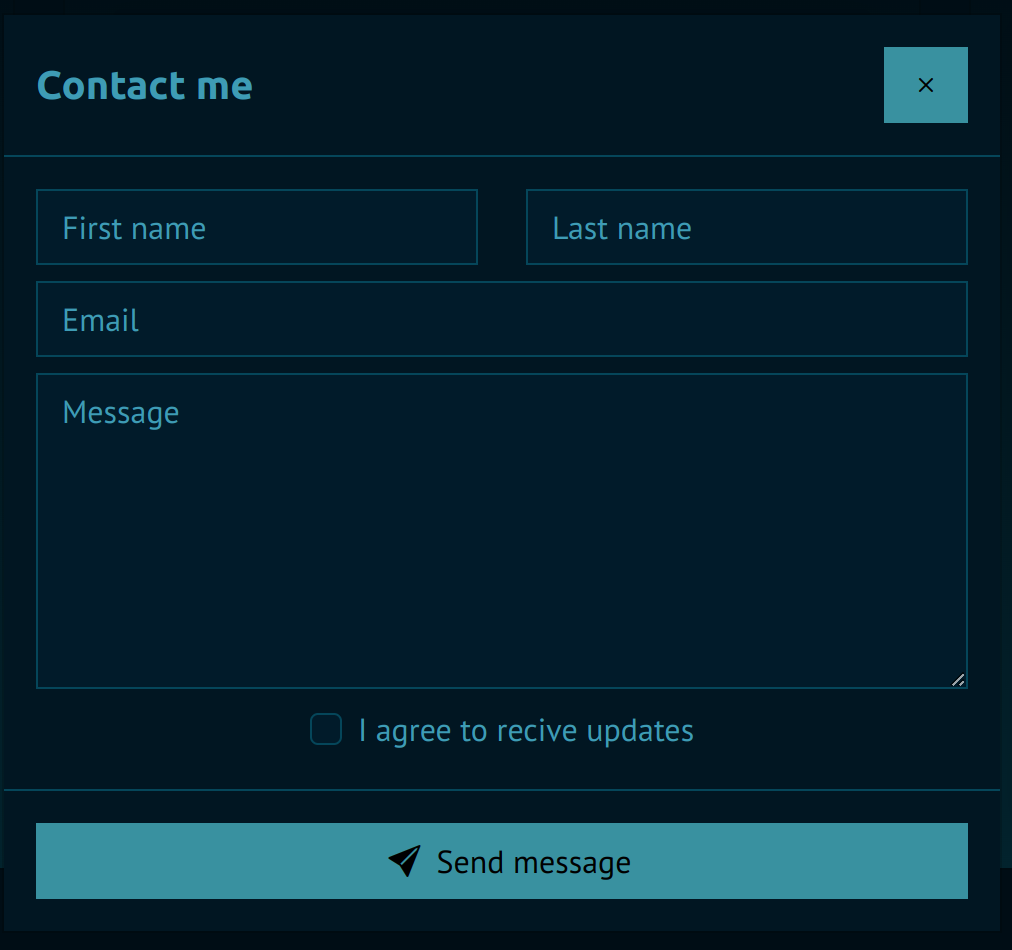 Contact me
×
First name
Last name
Email
Message
I agree to recive updates
Send message